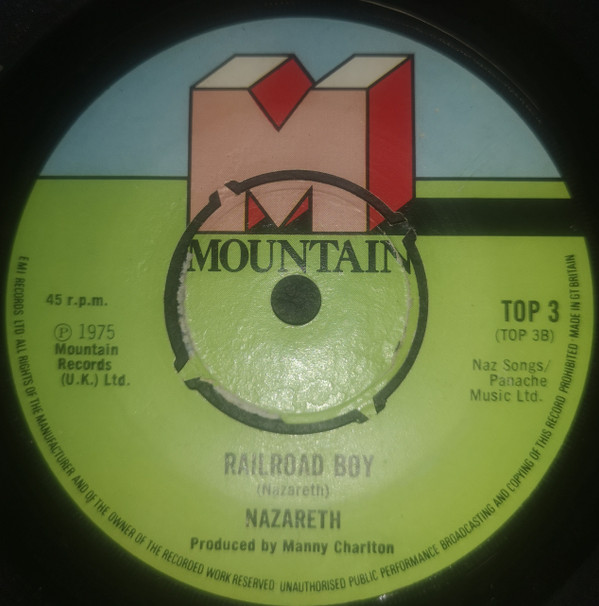 MOUNTAIN
45 r.p.m.
Ⓟ 1975
Mountain
Records
(U.K.) Ltd.
TOP 3
(TOP 3B)
Naz Songs/
Panache
Music Ltd.
RAILROAD BOY
(Nazareth)
NAZARETH
Produced by Manny Charlton
EMI RECORDS LTD ALL RIGHTS OF THE MANUFACTURER AND OF THE OWNER OF THE RECORDED WORK RESERVED UNAUTHORISED PUBLIC PERFORMANCE BROADCASTING AND COPYING OF THIS RECORD PROHIBITED MADE IN GT BRITAIN